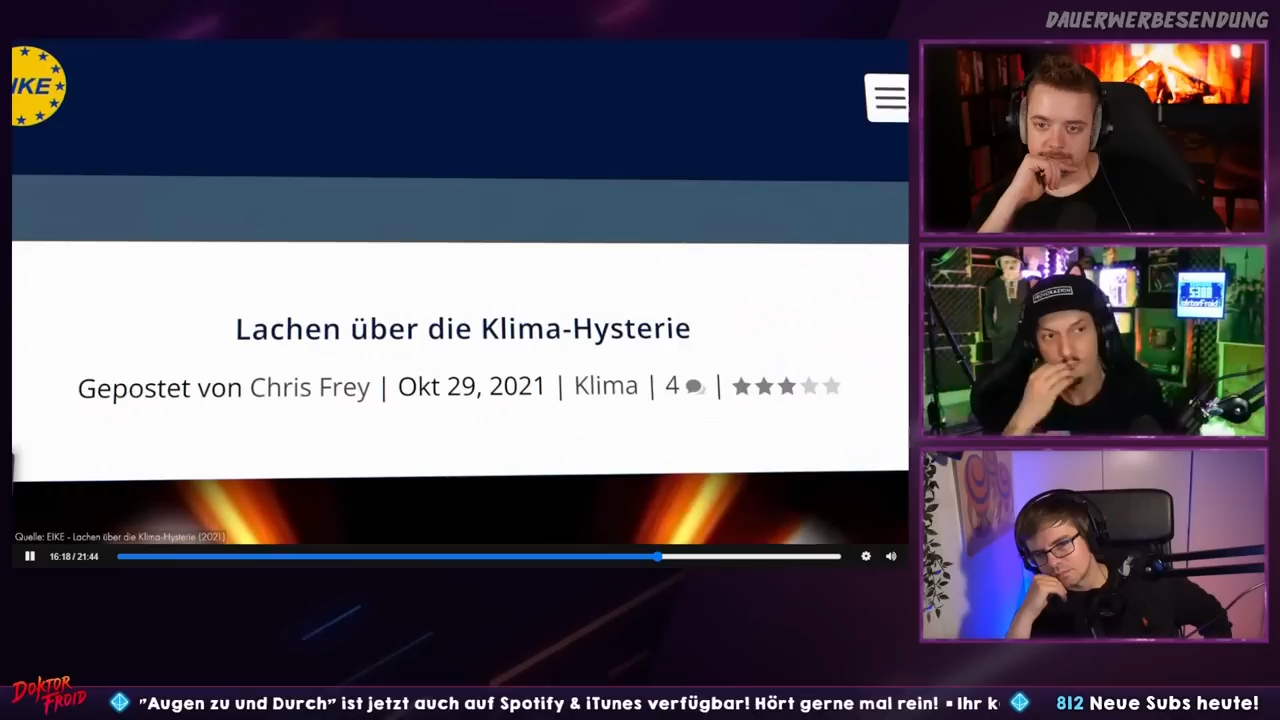 DAUERWERBESENDUNG
IKE
Lachen über die Klima-Hysterie
Gepostet von Chris Frey | Okt 29, 2021 | Klima | 4 |
Quelle: EIKE - Lachen über die Klima-Hysterie (2021)
16:18 / 21:44
PROVOKAZION
DOKTOR FROID
"Augen zu und Durch" ist jetzt auch auf Spotify & iTunes verfügbar! Hört gerne mal rein! ▪ Ihr k
812 Neue Subs heute!